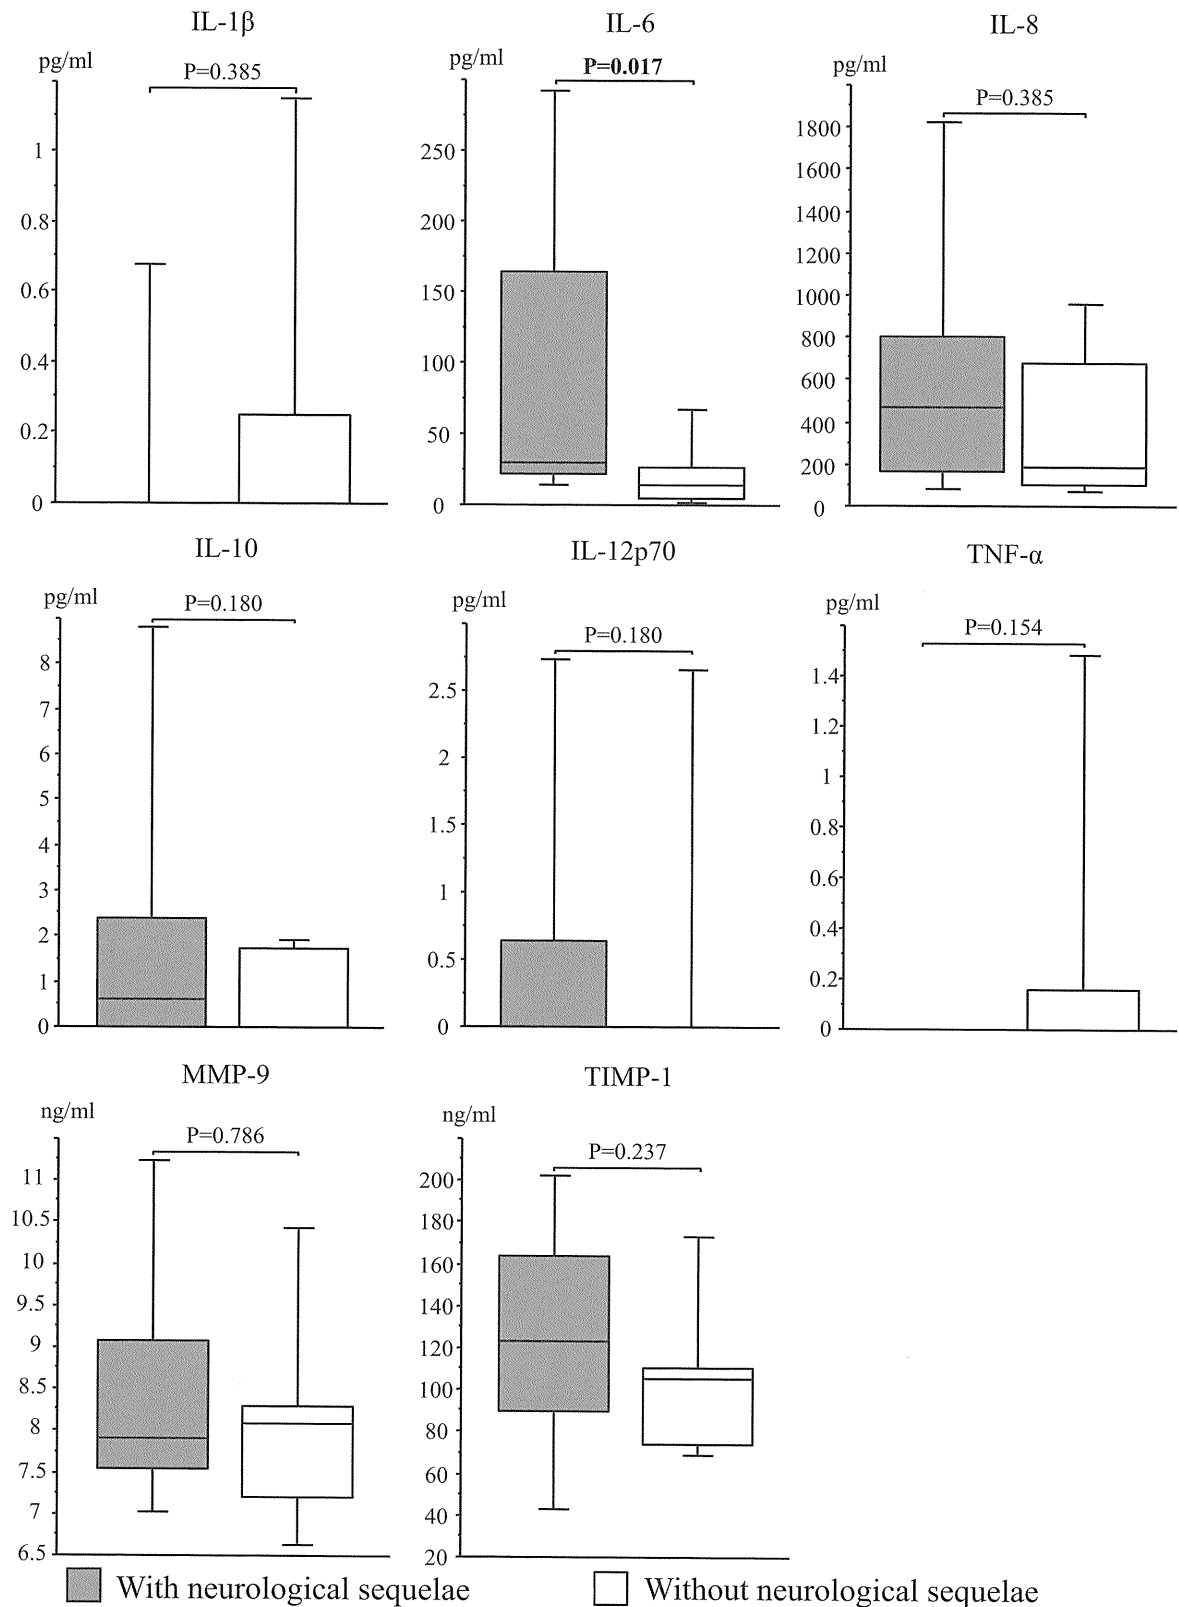 IL-1β
pg/ml
P=0.385
1
0.8
0.6
0.4
0.2
0
IL-6
pg/ml
P=0.017
250
200
150
100
50
0
IL-8
pg/ml
P=0.385
1800
1600
1400
1200
1000
800
600
400
200
0
IL-10
pg/ml
P=0.180
8
7
6
5
4
3
2
1
0
IL-12p70
pg/ml
P=0.180
2.5
2
1.5
1
0.5
0
TNF-α
pg/ml
P=0.154
1.4
1.2
1
0.8
0.6
0.4
0.2
0
MMP-9
ng/ml
P=0.786
11
10.5
10
9.5
9
8.5
8
7.5
7
6.5
TIMP-1
ng/ml
P=0.237
200
180
160
140
120
100
80
60
40
20
With neurological sequelae
Without neurological sequelae